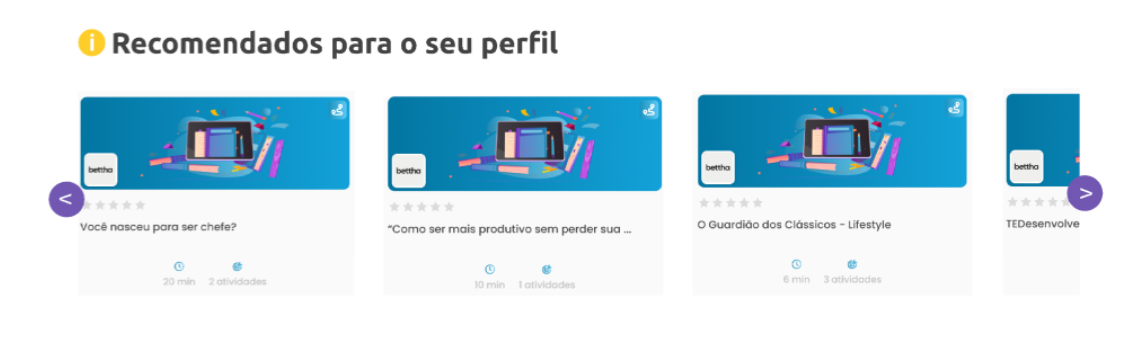 Recomendados para o seu perfil
bettha
Você nasceu para ser chefe?
20 min 2 atividades
bettha
"Como ser mais produtivo sem perder sua ...
10 min 1 atividades
bettha
O Guardião dos Clássicos - Lifestyle
6 min 3 atividades
bettha
TEDesenvolve
<
>